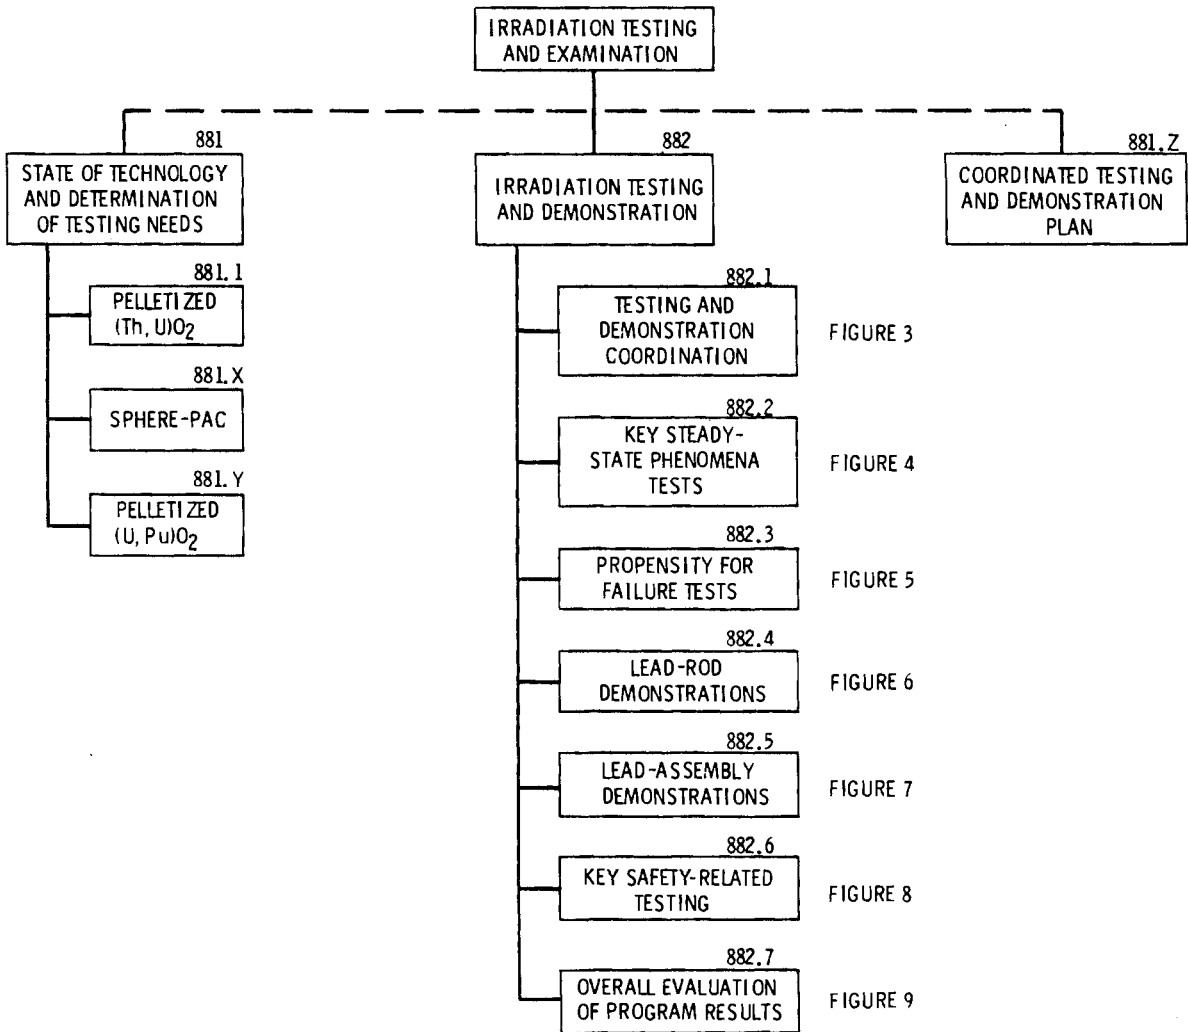 IRRADIATION TESTING
AND EXAMINATION
881
STATE OF TECHNOLOGY
AND DETERMINATION
OF TESTING NEEDS
881.1
PELLETIZED
(Th, U)O2
881.X
SPHERE-PAC
881.Y
PELLETIZED
(U, Pu)O2
882
IRRADIATION TESTING
AND DEMONSTRATION
882.1
TESTING AND
DEMONSTRATION
COORDINATION
FIGURE 3
882.2
KEY STEADY-
STATE PHENOMENA
TESTS
FIGURE 4
882.3
PROPENSITY FOR
FAILURE TESTS
FIGURE 5
882.4
LEAD-ROD
DEMONSTRATIONS
FIGURE 6
882.5
LEAD-ASSEMBLY
DEMONSTRATIONS
FIGURE 7
882.6
KEY SAFETY-RELATED
TESTING
FIGURE 8
882.7
OVERALL EVALUATION
OF PROGRAM RESULTS
FIGURE 9
881.Z
COORDINATED TESTING
AND DEMONSTRATION
PLAN